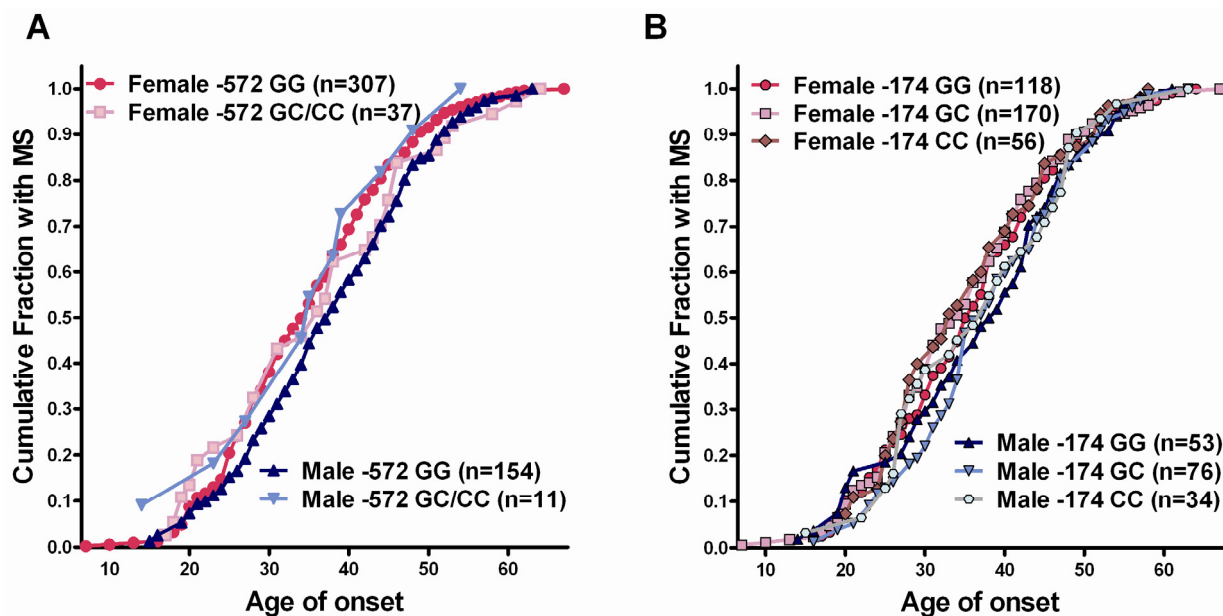 A
Female -572 GG (n=307)
Female -572 GC/CC (n=37)
Male -572 GG (n=154)
Male -572 GC/CC (n=11)
Cumulative Fraction with MS
1.0
0.9
0.8
0.7
0.6
0.5
0.4
0.3
0.2
0.1
0.0
10 20 30 40 50 60
Age of onset
B
Female -174 GG (n=118)
Female -174 GC (n=170)
Female -174 CC (n=56)
Male -174 GG (n=53)
Male -174 GC (n=76)
Male -174 CC (n=34)
Cumulative Fraction with MS
1.0
0.9
0.8
0.7
0.6
0.5
0.4
0.3
0.2
0.1
0.0
10 20 30 40 50 60
Age of onset